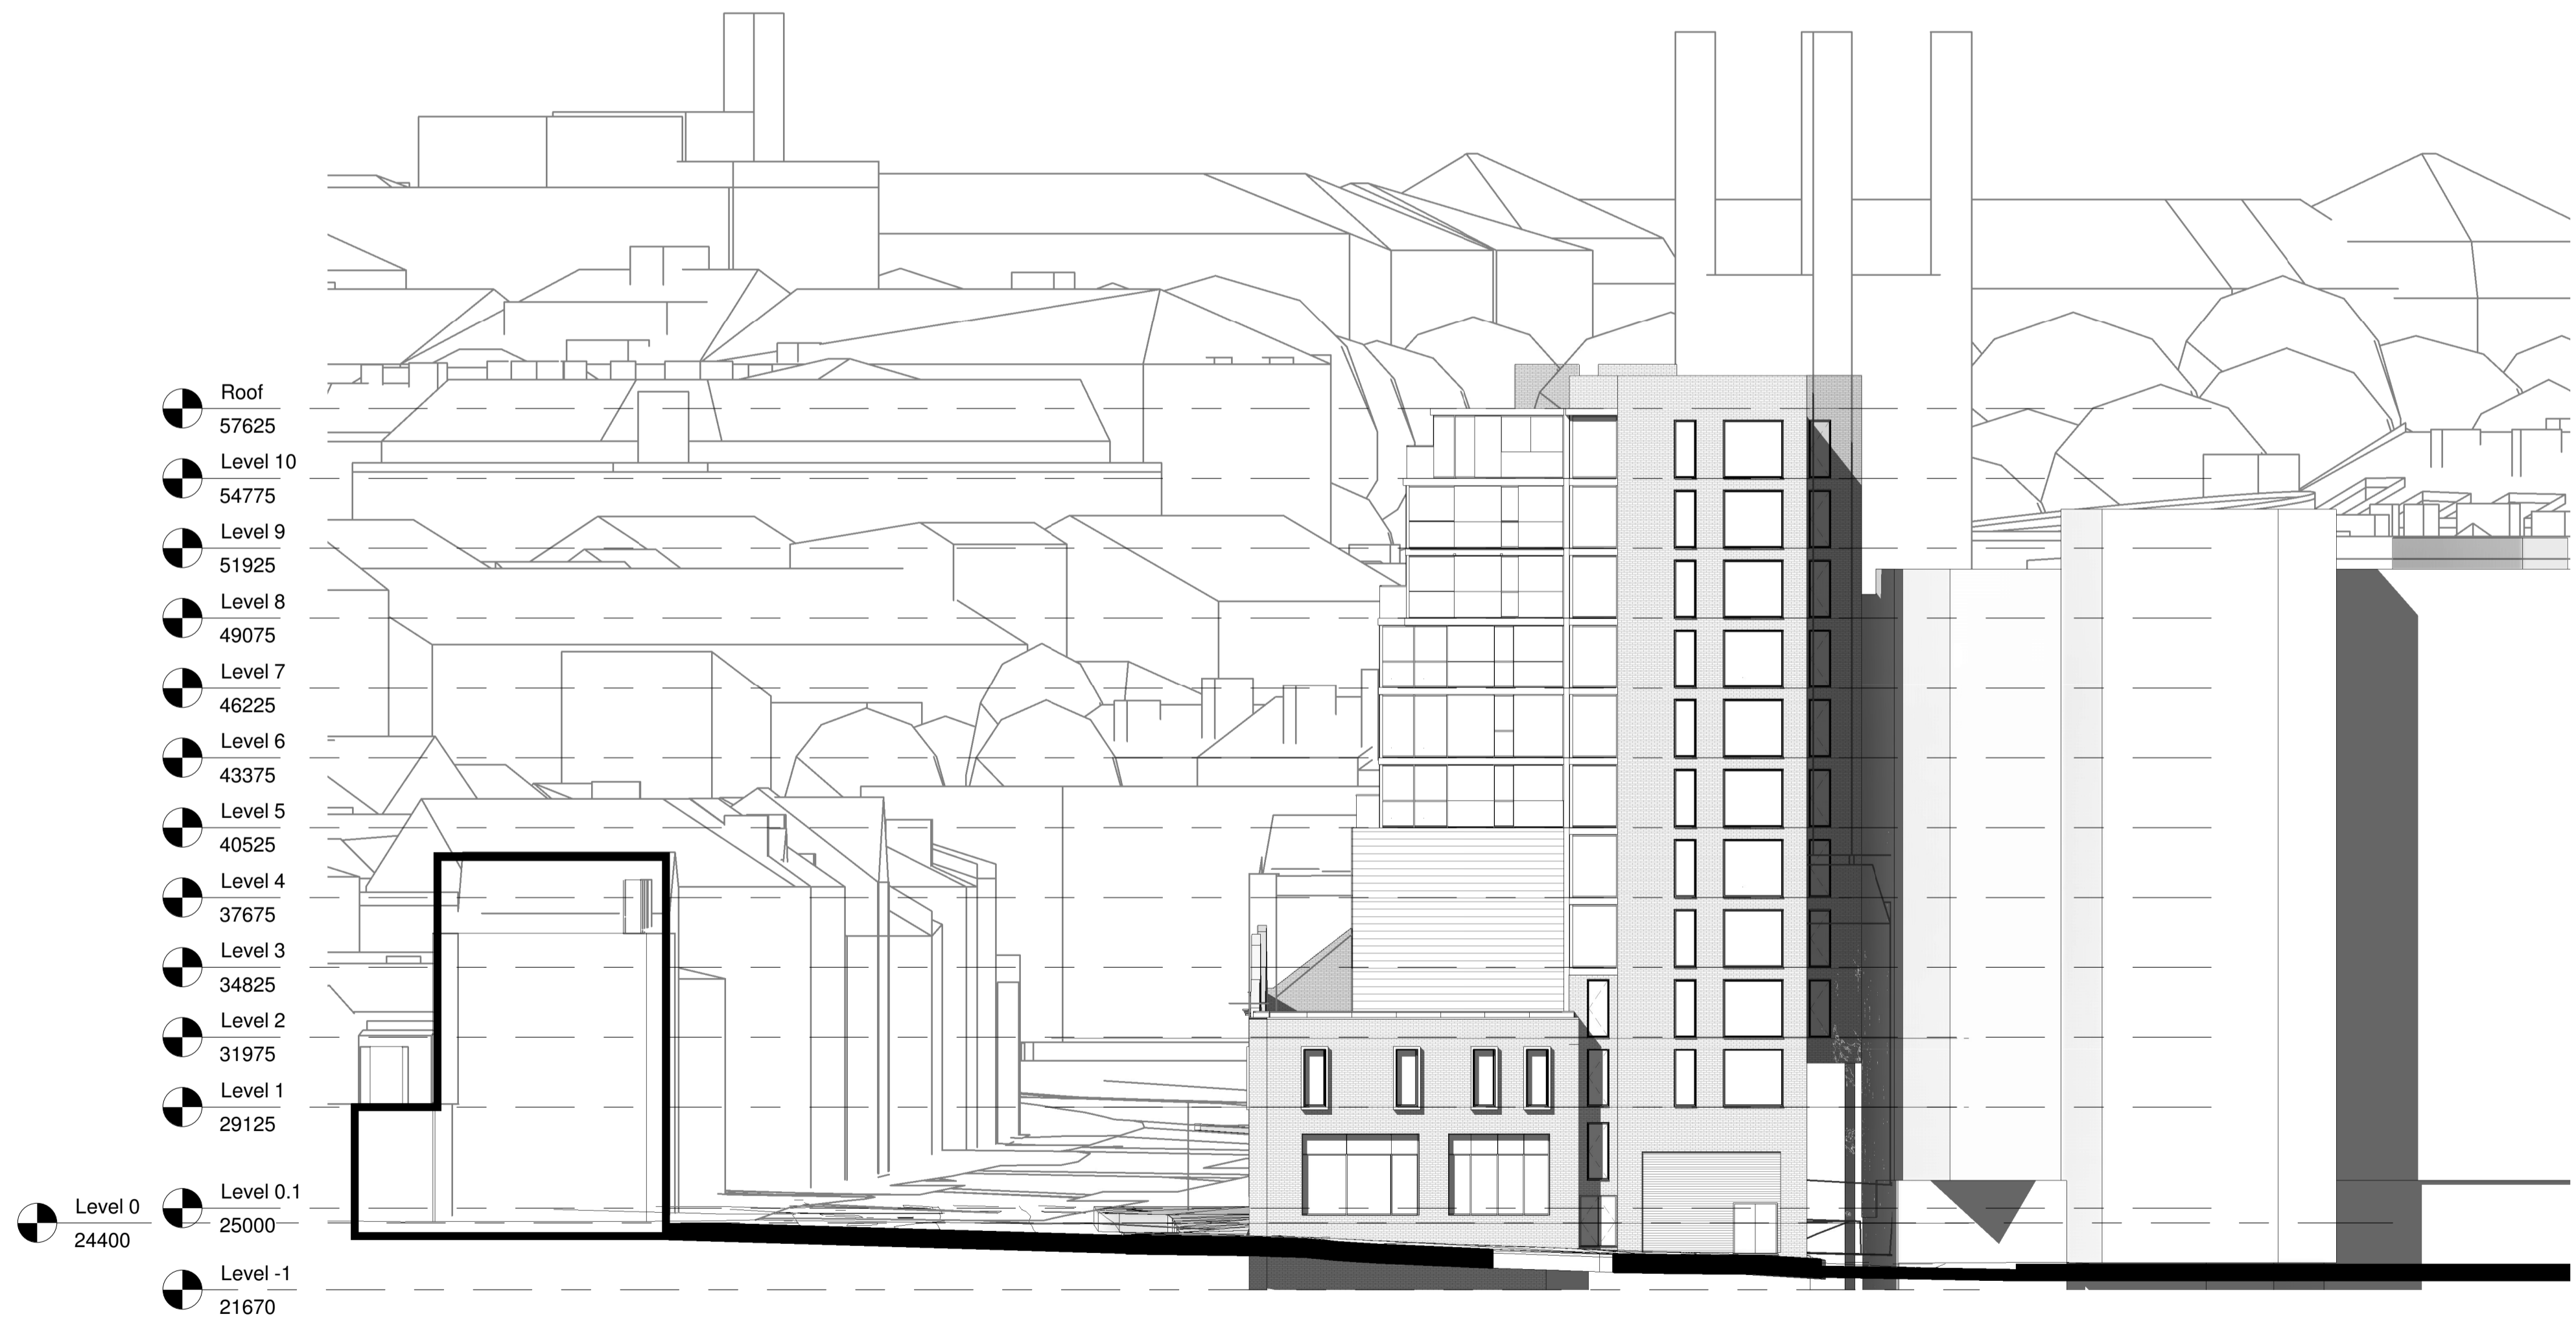 Roof
57625
Level 10
54775
Level 9
51925
Level 8
49075
Level 7
46225
Level 6
43375
Level 5
40525
Level 4
37675
Level 3
34825
Level 2
31975
Level 1
29125
Level 0.1
25000
Level 0
24400
Level -1
21670